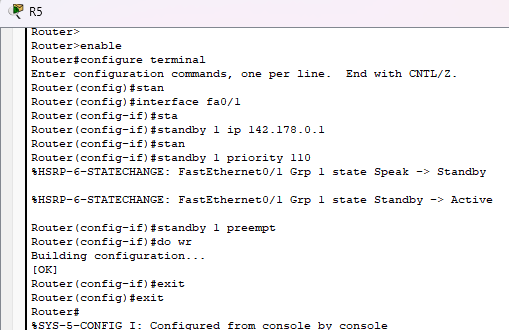 R5
Router>
Router>enable
Router#configure terminal
Enter configuration commands, one per line.  End with CNTL/Z.
Router(config)#stan
Router(config)#interface fa0/1
Router(config-if)#sta
Router(config-if)#standby 1 ip 142.178.0.1
Router(config-if)#stan
Router(config-if)#standby 1 priority 110
%HSRP-6-STATECHANGE: FastEthernet0/1 Grp 1 state Speak -> Standby
%HSRP-6-STATECHANGE: FastEthernet0/1 Grp 1 state Standby -> Active
Router(config-if)#standby 1 preempt
Router(config-if)#do wr
Building configuration...
[OK]
Router(config-if)#exit
Router(config)#exit
Router#
%SYS-5-CONFIG_I: Configured from console by console